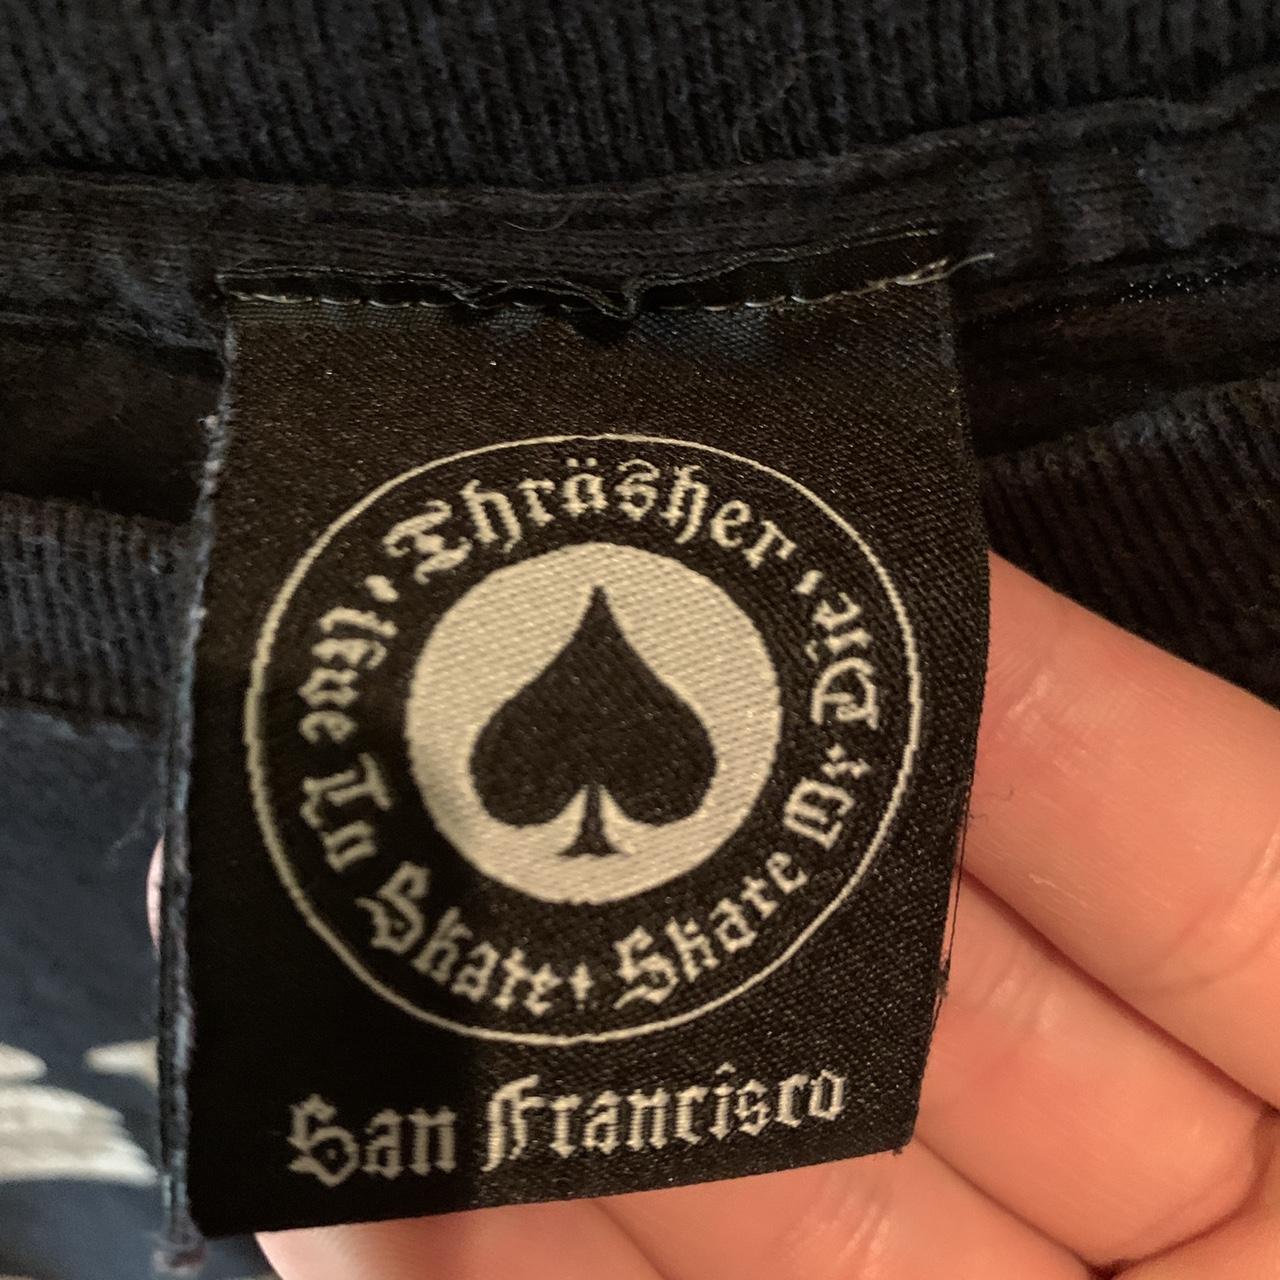 Thräsher
Live To Skate
Skate Or Die
San Francisco